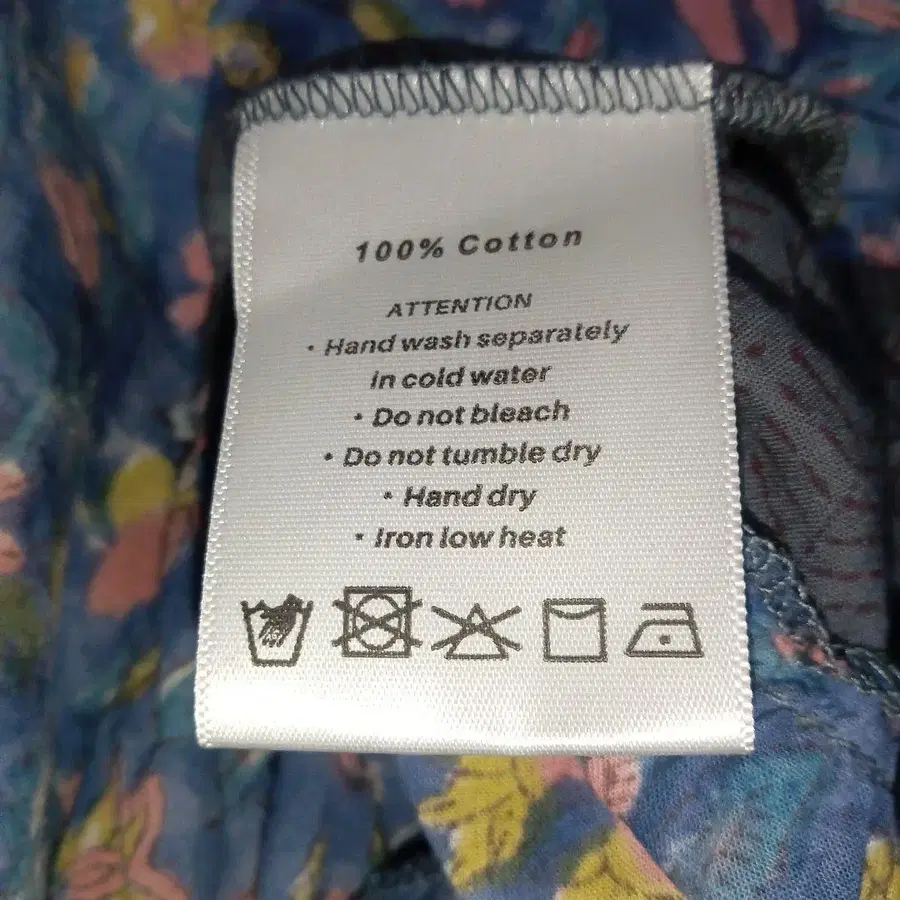 100% Cotton
ATTENTION
• Hand wash separately
in cold water
• Do not bleach
• Do not tumble dry
• Hand dry
• Iron low heat